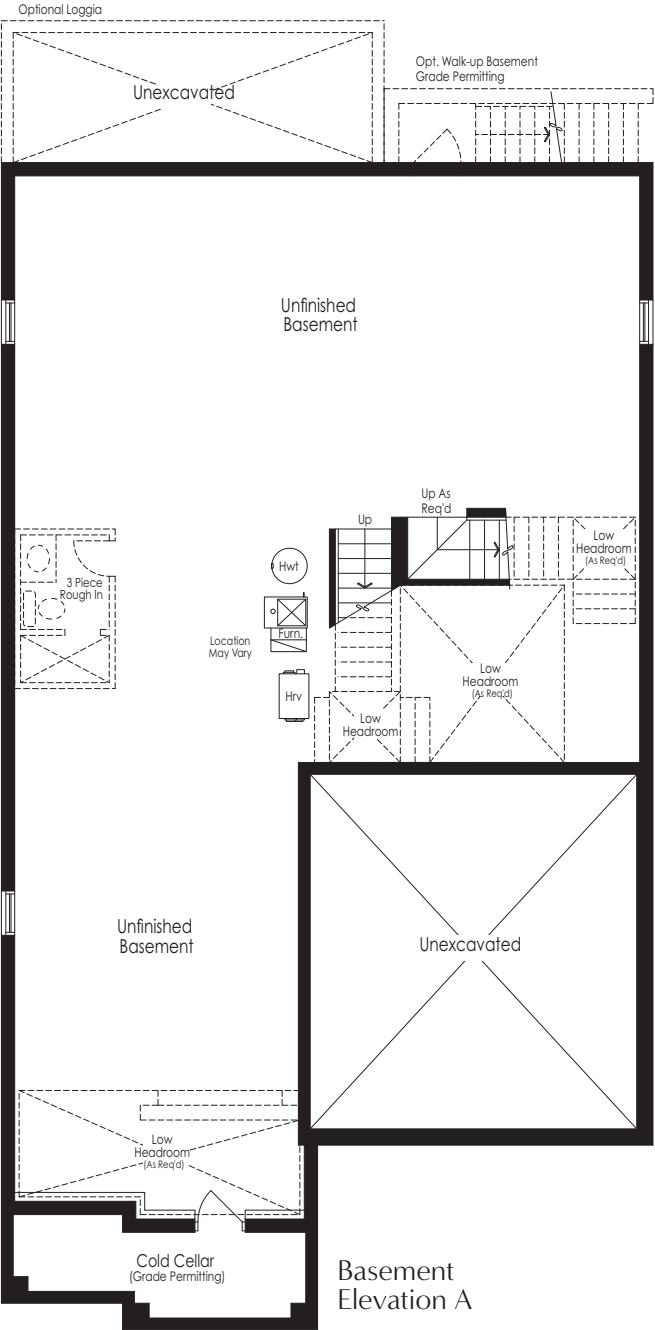 Optional Loggia
Opt. Walk-up Basement
Grade Permitting
Unexcavated
Unfinished
Basement
Up As
Req'd
Up
Low
Headroom
(As Req'd)
Hwt
3 Piece
Rough In
Furn.
Location
May Vary
Low
Headroom
(As Req'd)
Hrv
Low
Headroom
Unfinished
Basement
Unexcavated
Low
Headroom
(As Req'd)
Cold Cellar
(Grade Permitting)
Basement
Elevation A